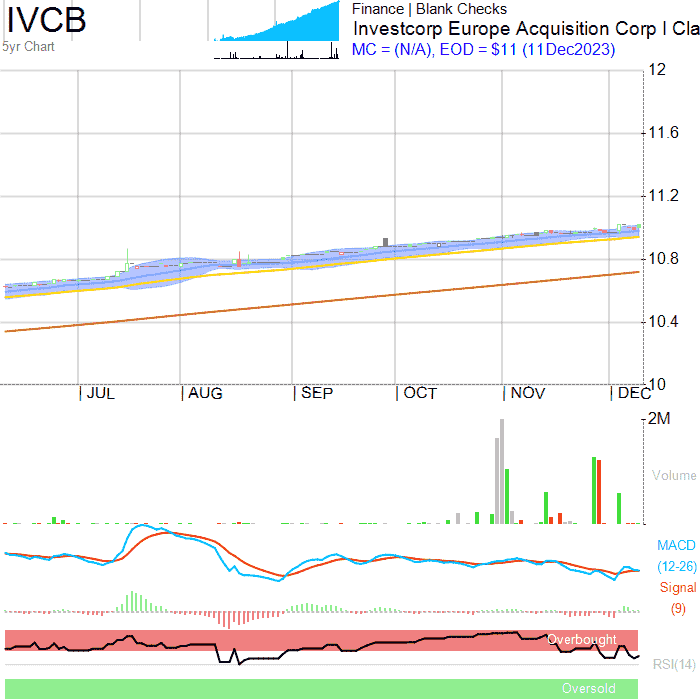 IVCB
5yr Chart
Finance | Blank Checks
Investcorp Europe Acquisition Corp I Cla
MC = (N/A), EOD = $11 (11Dec2023)
12
11.6
11.2
10.8
10.4
10
| JUL | AUG | SEP | OCT | NOV | DEC
2M
Volume
MACD
(12-26)
Signal
(9)
Overbought
RSI(14)
Oversold